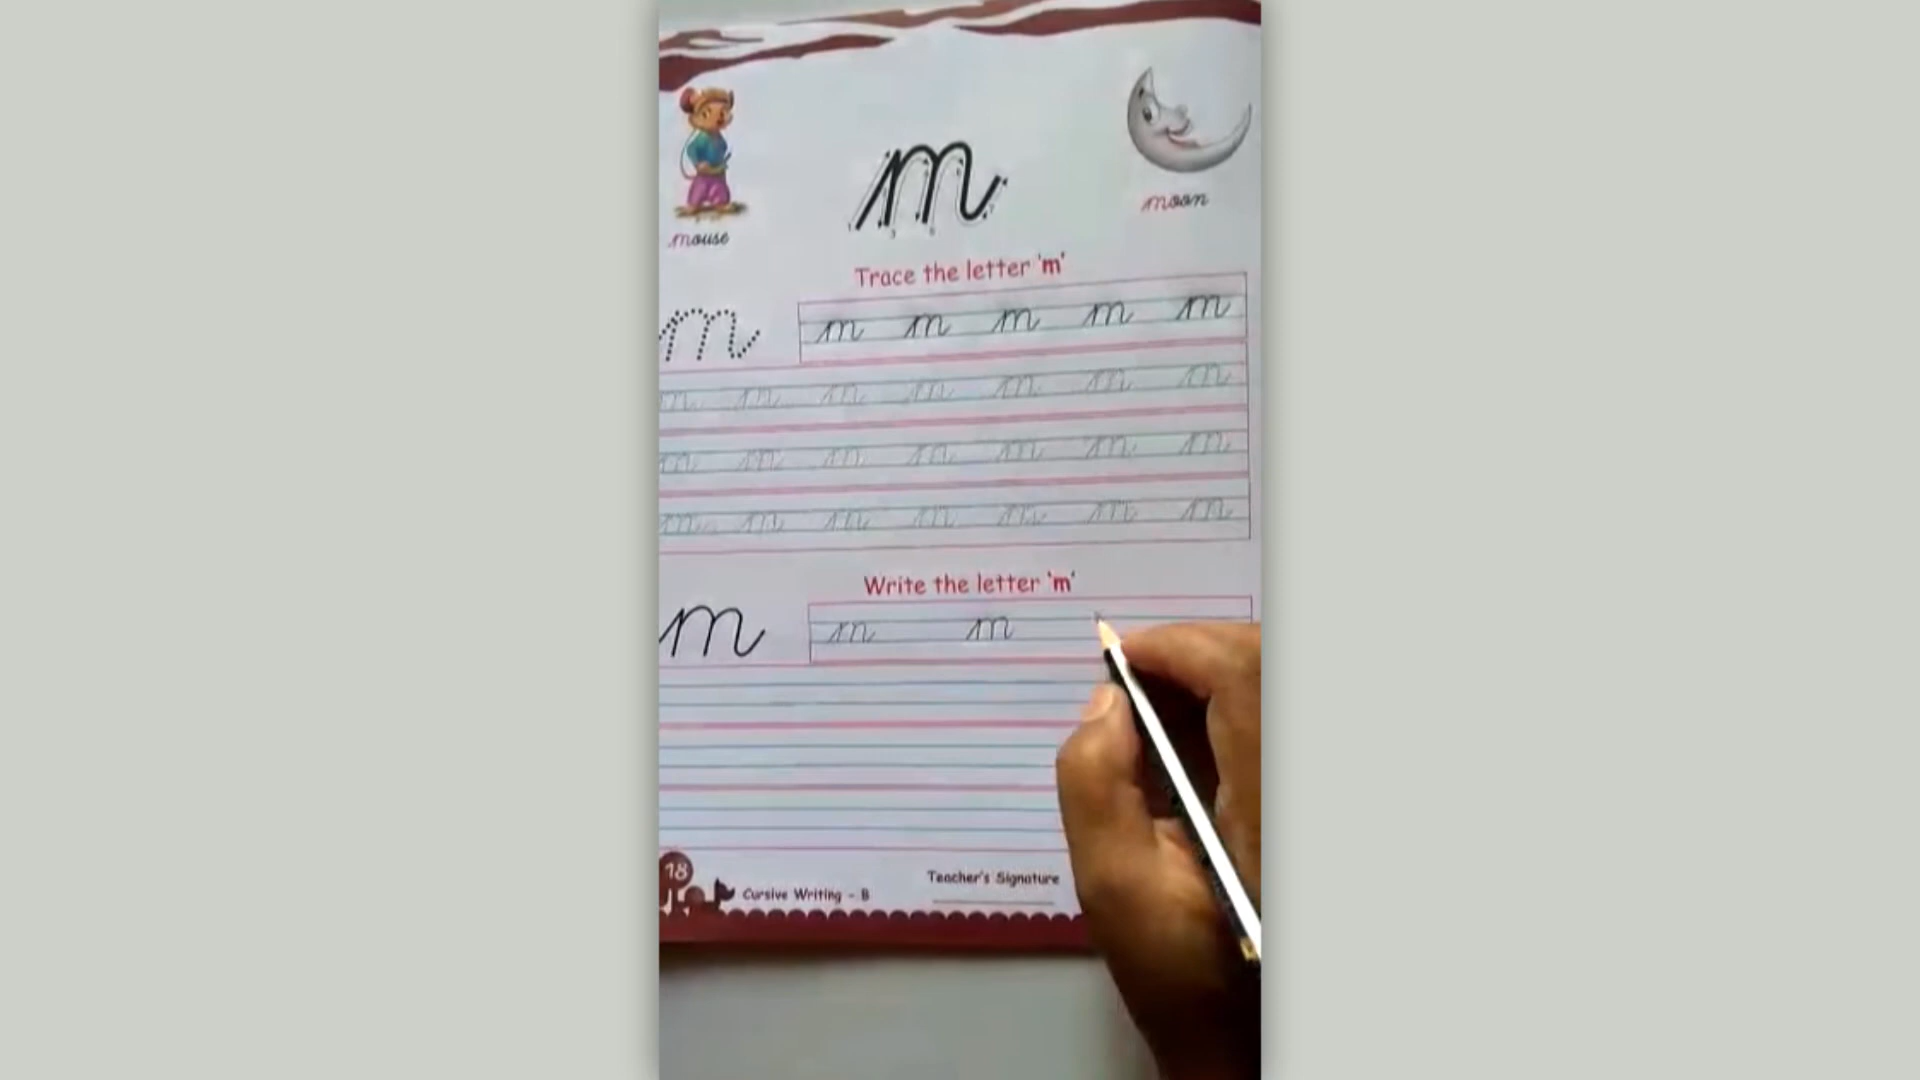 m
mouse
moon
Trace the letter 'm'
m m m m m m
m m m m m m m
m m m m m m m
m m m m m m m
Write the letter 'm'
m m m
18
Cursive Writing - B
Teacher's Signature